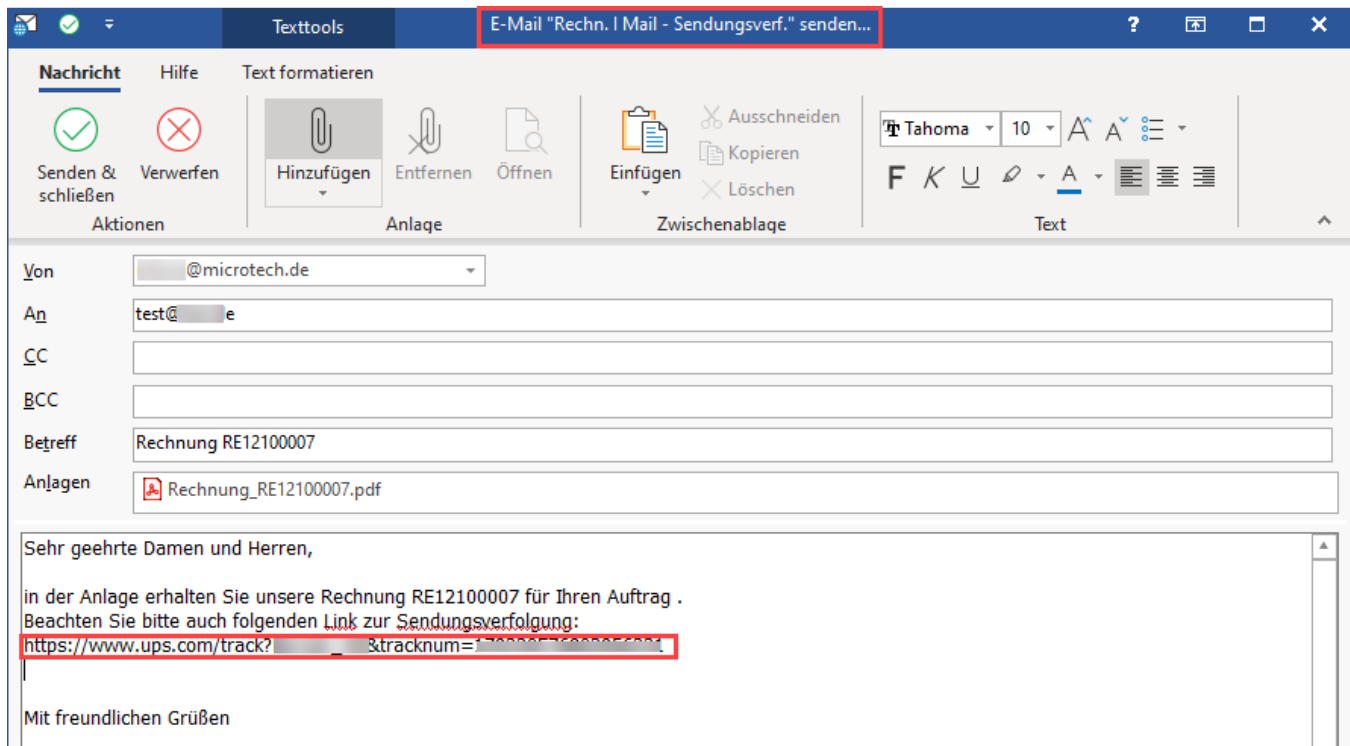 Texttools
E-Mail "Rechn. I Mail - Sendungsverf." senden...
?
Nachricht Hilfe Text formatieren
Senden & schließen
Verwerfen
Aktionen
Hinzufügen
Entfernen
Öffnen
Anlage
Einfügen
Ausschneiden
Kopieren
Löschen
Zwischenablage
Tahoma 10
F K U A
Text
Von @microtech.de
An test@ e
CC
BCC
Betreff Rechnung RE12100007
Anlagen Rechnung_RE12100007.pdf
Sehr geehrte Damen und Herren,
in der Anlage erhalten Sie unsere Rechnung RE12100007 für Ihren Auftrag .
Beachten Sie bitte auch folgenden Link zur Sendungsverfolgung:
https://www.ups.com/track? &tracknum=
Mit freundlichen Grüßen